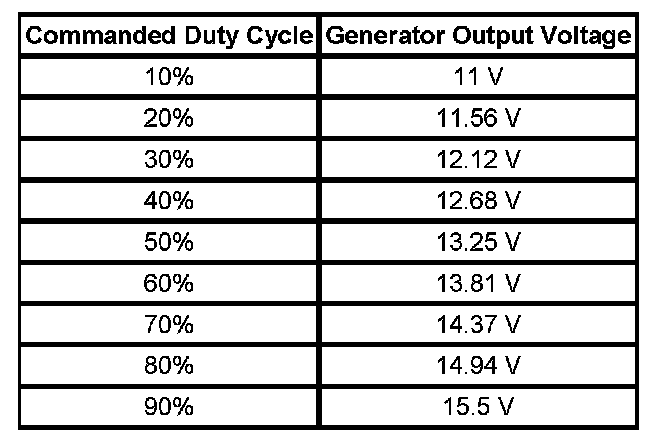 Commanded Duty Cycle Generator Output Voltage
10% 11 V
20% 11.56 V
30% 12.12 V
40% 12.68 V
50% 13.25 V
60% 13.81 V
70% 14.37 V
80% 14.94 V
90% 15.5 V